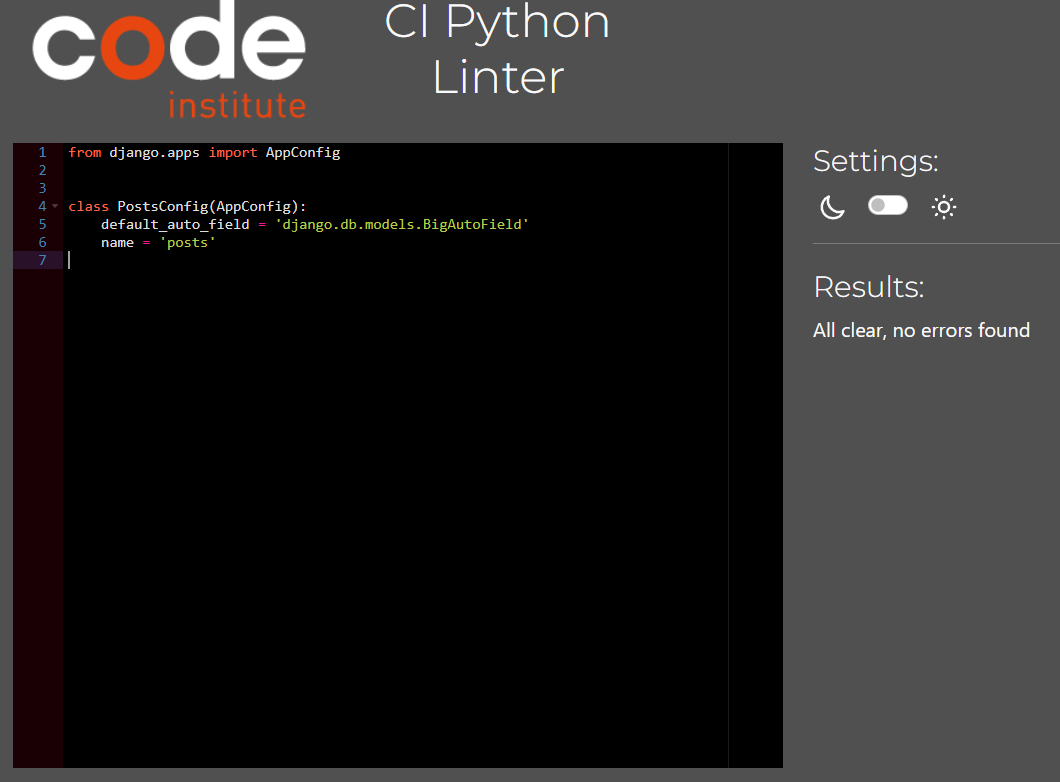 code
institute
CI Python
Linter
1 from django.apps import AppConfig
2
3
4 class PostsConfig(AppConfig):
5     default_auto_field = 'django.db.models.BigAutoField'
6     name = 'posts'
7
Settings:
Results:
All clear, no errors found